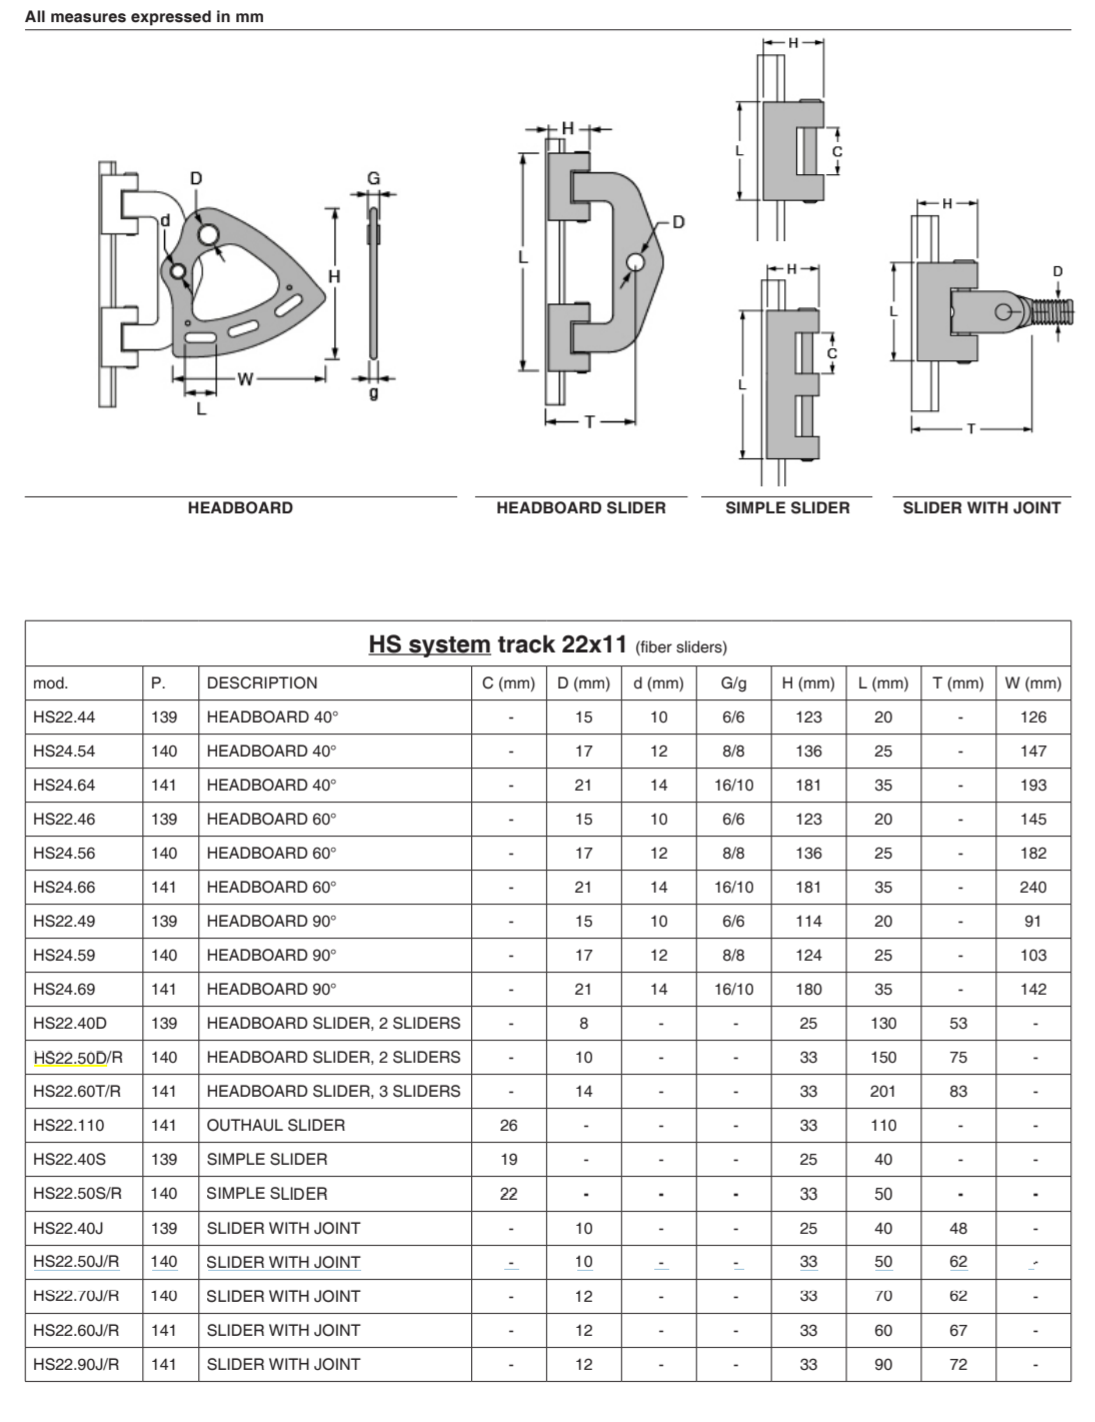 All measures expressed in mm
H
L
C
H
L
D
T
D
d
G
H
W
L
g
H
L
C
H
L
D
T
HEADBOARD
HEADBOARD SLIDER
SIMPLE SLIDER
SLIDER WITH JOINT
HS system track 22x11 (fiber sliders)
mod. P. DESCRIPTION C (mm) D (mm) d (mm) G/g H (mm) L (mm) T (mm) W (mm)
HS22.44 139 HEADBOARD 40° - 15 10 6/6 123 20 - 126
HS24.54 140 HEADBOARD 40° - 17 12 8/8 136 25 - 147
HS24.64 141 HEADBOARD 40° - 21 14 16/10 181 35 - 193
HS22.46 139 HEADBOARD 60° - 15 10 6/6 123 20 - 145
HS24.56 140 HEADBOARD 60° - 17 12 8/8 136 25 - 182
HS24.66 141 HEADBOARD 60° - 21 14 16/10 181 35 - 240
HS22.49 139 HEADBOARD 90° - 15 10 6/6 114 20 - 91
HS24.59 140 HEADBOARD 90° - 17 12 8/8 124 25 - 103
HS24.69 141 HEADBOARD 90° - 21 14 16/10 180 35 - 142
HS22.40D 139 HEADBOARD SLIDER, 2 SLIDERS - 8 - - 25 130 53 -
HS22.50D/R 140 HEADBOARD SLIDER, 2 SLIDERS - 10 - - 33 150 75 -
HS22.60T/R 141 HEADBOARD SLIDER, 3 SLIDERS - 14 - - 33 201 83 -
HS22.110 141 OUTHAUL SLIDER 26 - - - 33 110 - -
HS22.40S 139 SIMPLE SLIDER 19 - - - 25 40 - -
HS22.50S/R 140 SIMPLE SLIDER 22 - - - 33 50 - -
HS22.40J 139 SLIDER WITH JOINT - 10 - - 25 40 48 -
HS22.50J/R 140 SLIDER WITH JOINT - 10 - - 33 50 62 -
HS22.70J/R 140 SLIDER WITH JOINT - 12 - - 33 70 62 -
HS22.60J/R 141 SLIDER WITH JOINT - 12 - - 33 60 67 -
HS22.90J/R 141 SLIDER WITH JOINT - 12 - - 33 90 72 -